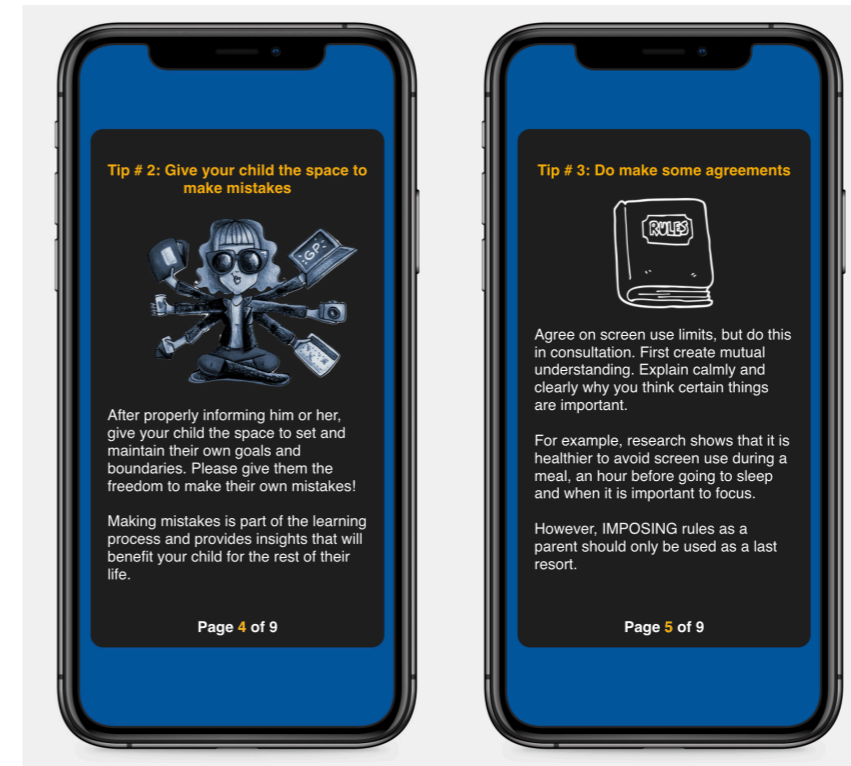 Tip # 2: Give your child the space to
make mistakes
:GP:
After properly informing him or her,
give your child the space to set and
maintain their own goals and
boundaries. Please give them the
freedom to make their own mistakes!
Making mistakes is part of the learning
process and provides insights that will
benefit your child for the rest of their
life.
Page 4 of 9
Tip # 3: Do make some agreements
RULES
Agree on screen use limits, but do this
in consultation. First create mutual
understanding. Explain calmly and
clearly why you think certain things
are important.
For example, research shows that it is
healthier to avoid screen use during a
meal, an hour before going to sleep
and when it is important to focus.
However, IMPOSING rules as a
parent should only be used as a last
resort.
Page 5 of 9